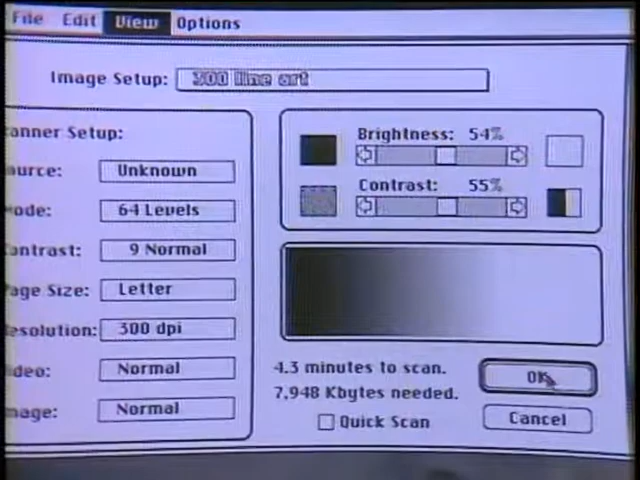 File Edit View Options
Image Setup: 300 line art
anner Setup:
ource: Unknown
ode: 64 Levels
ontrast: 9 Normal
age Size: Letter
esolution: 300 dpi
ideo: Normal
mage: Normal
Brightness: 54%
Contrast: 55%
4.3 minutes to scan.
7,948 Kbytes needed.
Quick Scan
OK
Cancel